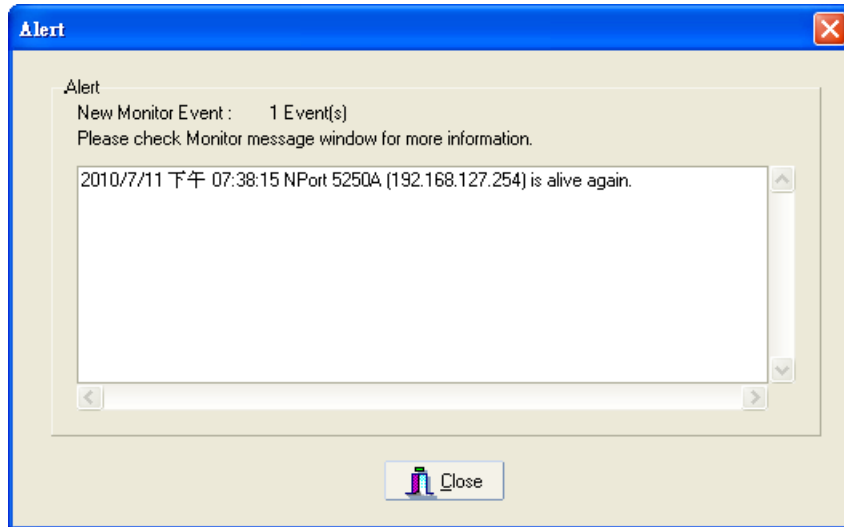 Alert
Alert
New Monitor Event : 1 Event(s)
Please check Monitor message window for more information.
2010/7/11 下午 07:38:15 NPort 5250A (192.168.127.254) is alive again.
Close